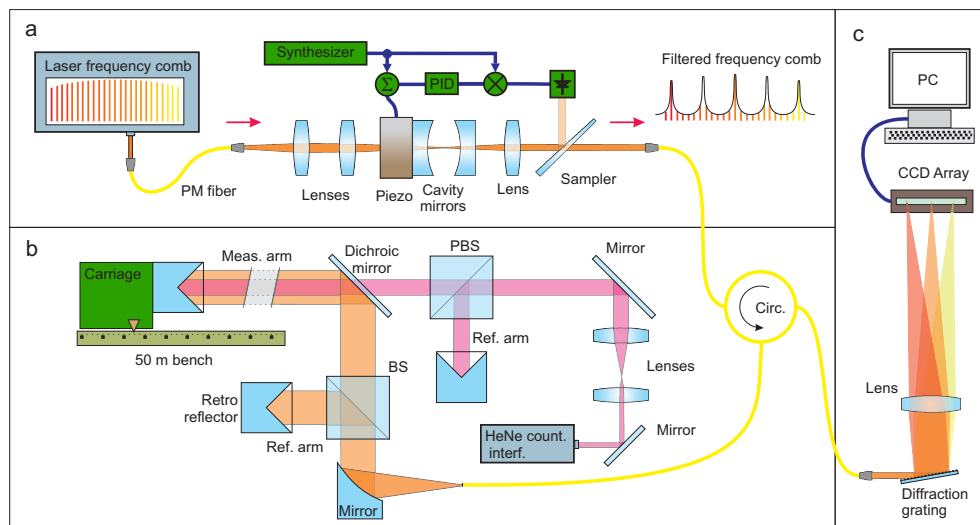 a
Laser frequency comb
PM fiber
Synthesizer
Σ
PID
Lenses
Piezo
Cavity
mirrors
Lens
Sampler
Filtered frequency comb
b
Carriage
Meas. arm
50 m bench
Dichroic
mirror
PBS
Mirror
Ref. arm
Lenses
BS
Retro
reflector
Ref. arm
HeNe count.
interf.
Mirror
Mirror
Circ.
c
PC
CCD Array
Lens
Diffraction
grating